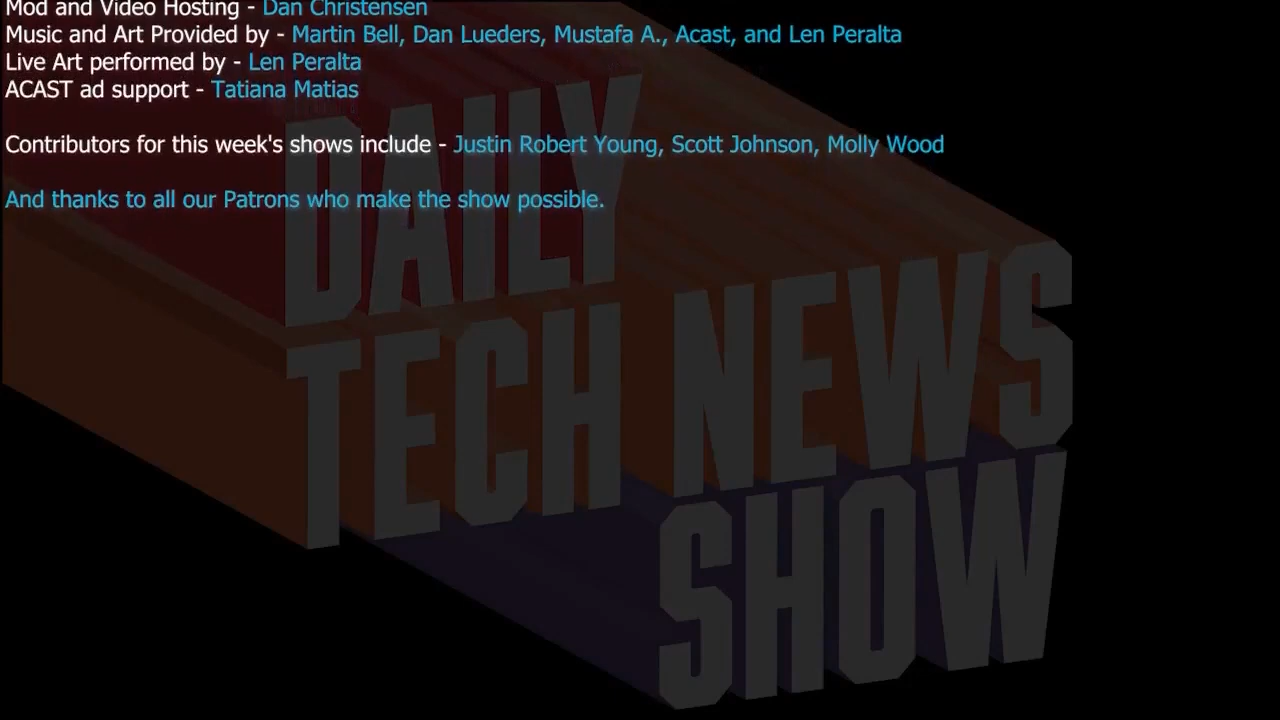 Mod and Video Hosting - Dan Christensen
Music and Art Provided by - Martin Bell, Dan Lueders, Mustafa A., Acast, and Len Peralta
Live Art performed by - Len Peralta
ACAST ad support - Tatiana Matias
Contributors for this week's shows include - Justin Robert Young, Scott Johnson, Molly Wood
And thanks to all our Patrons who make the show possible.
DAILY
TECH NEWS
SHOW